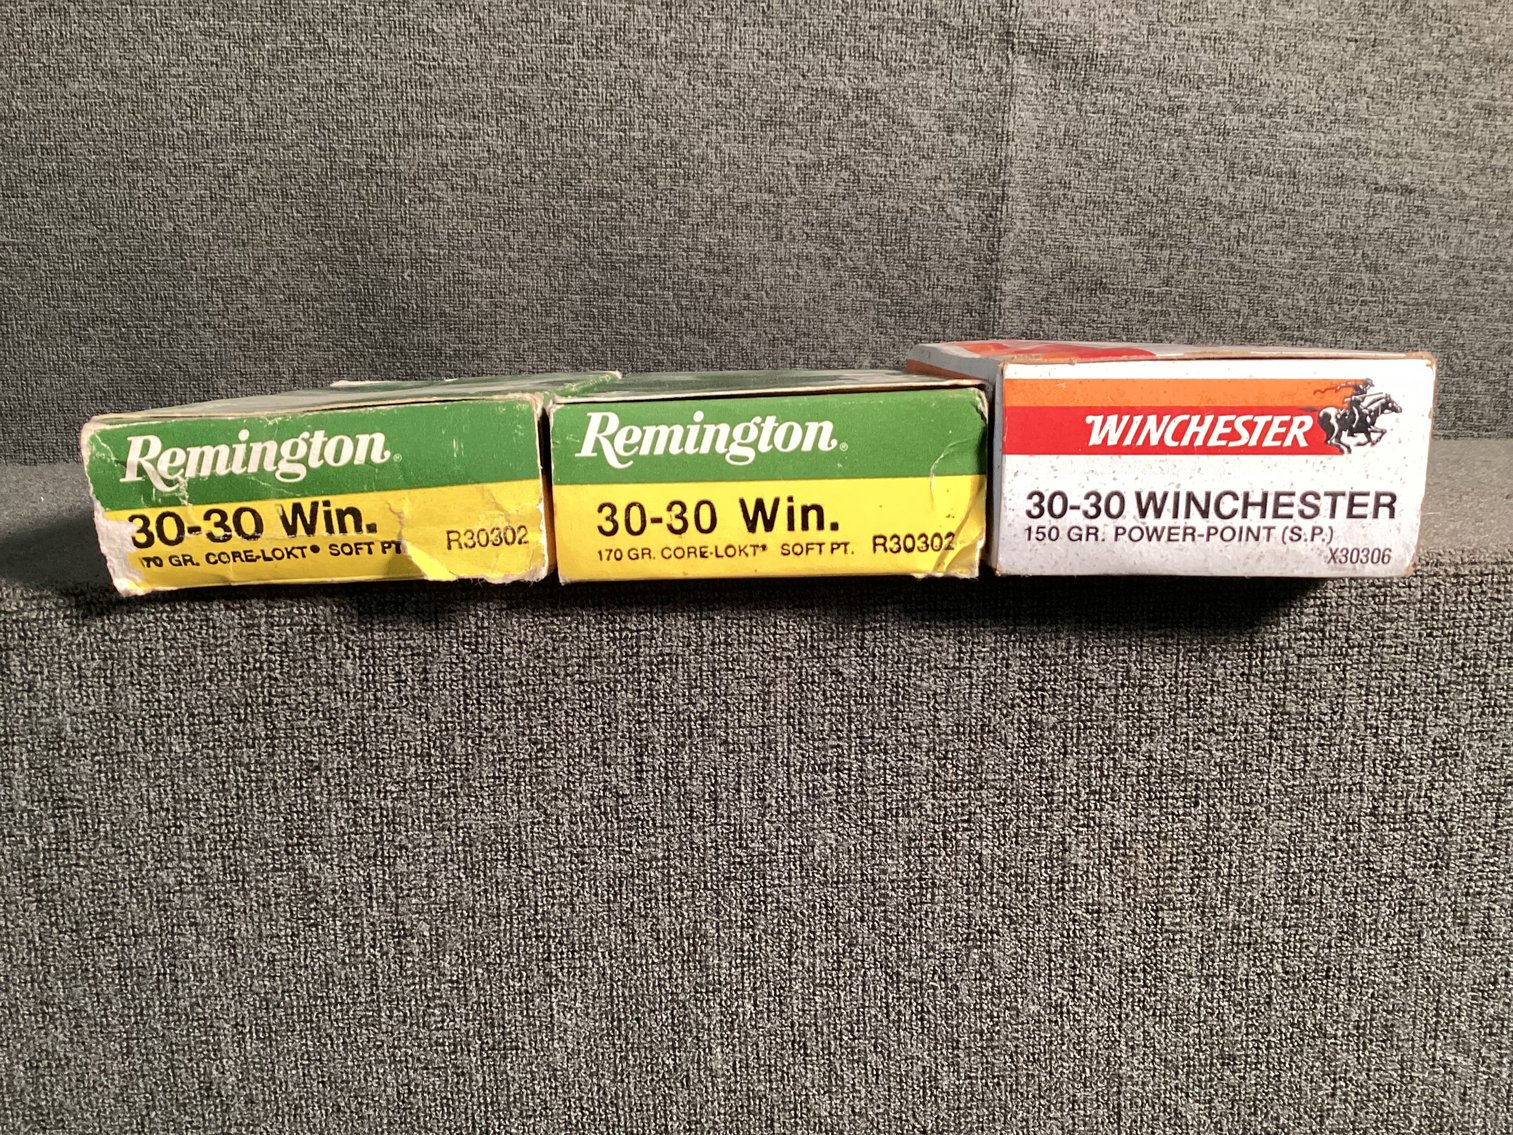 Remington®
30-30 Win.
170 GR. CORE-LOKT® SOFT PT. R30302
Remington®
30-30 Win.
170 GR. CORE-LOKT® SOFT PT. R30302
WINCHESTER
30-30 WINCHESTER
150 GR. POWER-POINT (S.P.)
X30306